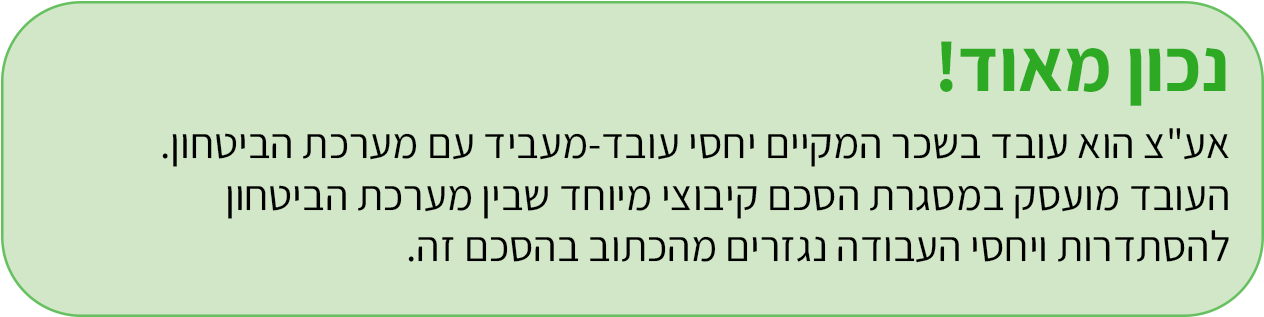 נכון מאוד!
אע"צ הוא עובד בשכר המקיים יחסי עובד-מעביד עם מערכת הביטחון.
העובד מועסק במסגרת הסכם קיבוצי מיוחד שבין מערכת הביטחון
להסתדרות ויחסי העבודה נגזרים מהכתוב בהסכם זה.